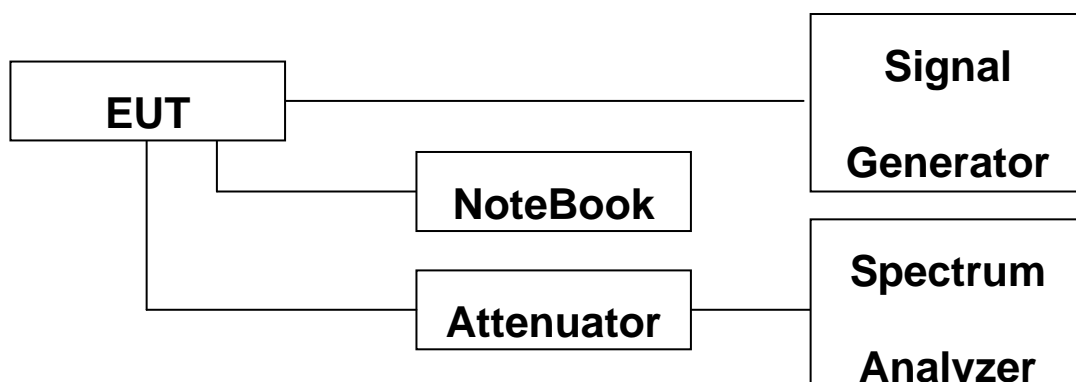 Signal
EUT
Generator
NoteBook
Spectrum
Attenuator
Analyzer